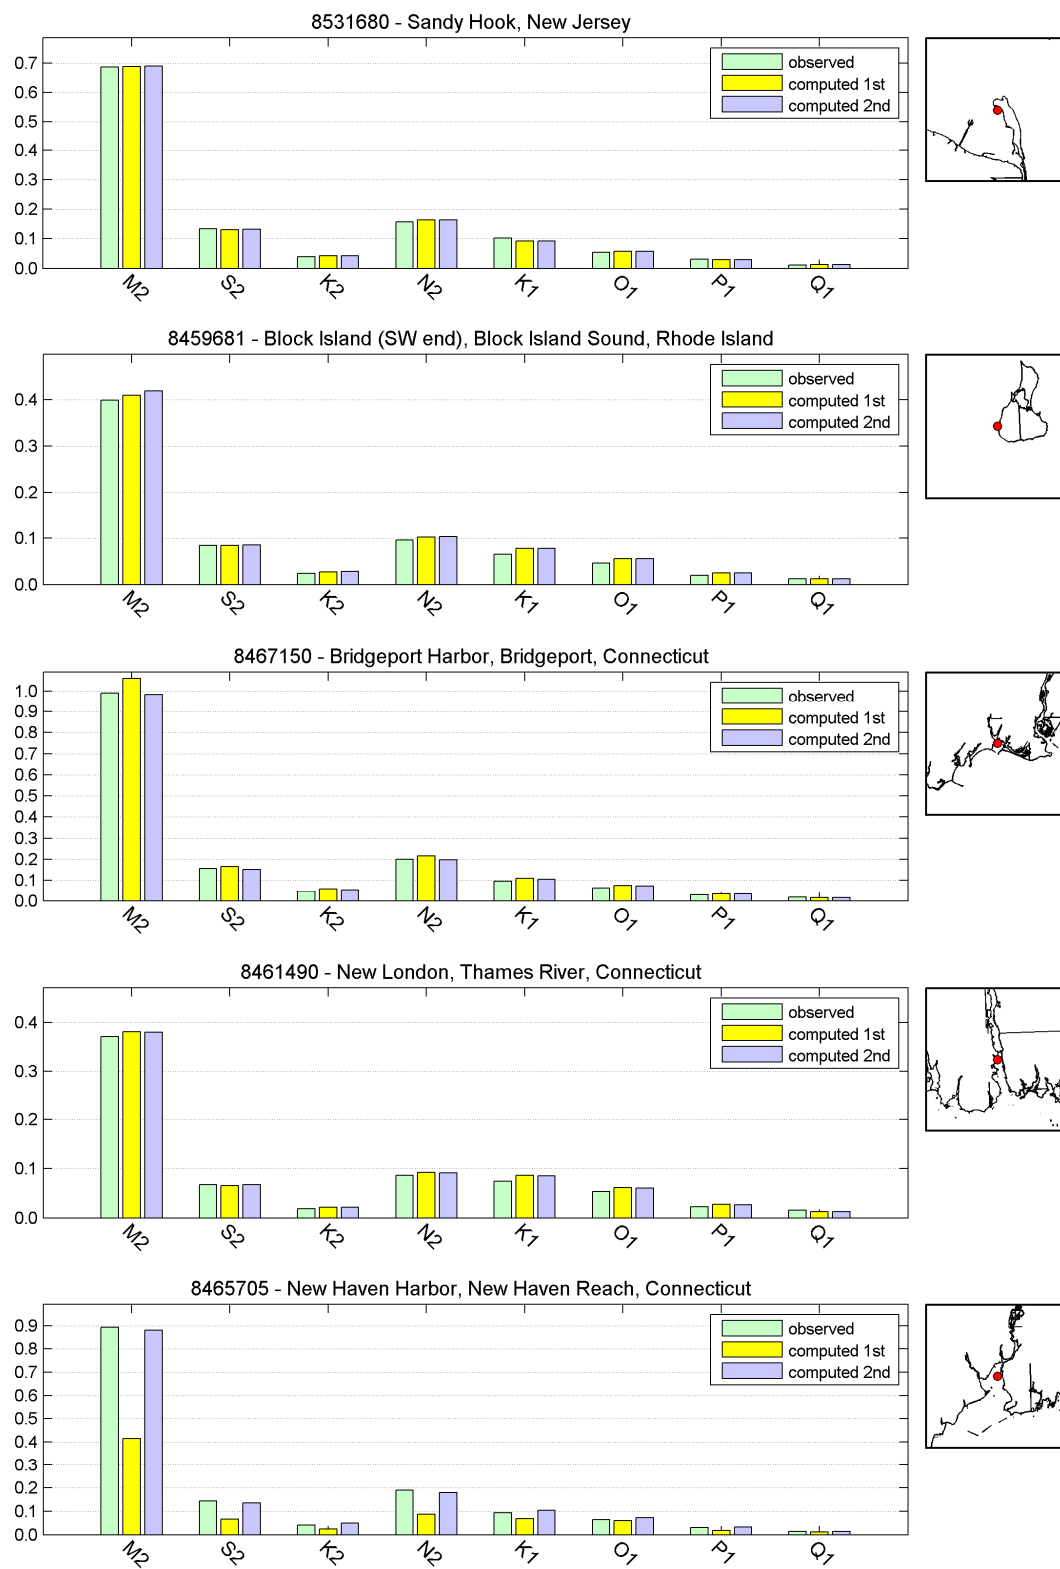 8531680 - Sandy Hook, New Jersey
0.7
0.6
0.5
0.4
0.3
0.2
0.1
0.0
observed
computed 1st
computed 2nd
M2 S2 K2 N2 K1 O1 P1 Q1
8459681 - Block Island (SW end), Block Island Sound, Rhode Island
0.4
0.3
0.2
0.1
0.0
observed
computed 1st
computed 2nd
M2 S2 K2 N2 K1 O1 P1 Q1
8467150 - Bridgeport Harbor, Bridgeport, Connecticut
1.0
0.9
0.8
0.7
0.6
0.5
0.4
0.3
0.2
0.1
0.0
observed
computed 1st
computed 2nd
M2 S2 K2 N2 K1 O1 P1 Q1
8461490 - New London, Thames River, Connecticut
0.4
0.3
0.2
0.1
0.0
observed
computed 1st
computed 2nd
M2 S2 K2 N2 K1 O1 P1 Q1
8465705 - New Haven Harbor, New Haven Reach, Connecticut
0.9
0.8
0.7
0.6
0.5
0.4
0.3
0.2
0.1
0.0
observed
computed 1st
computed 2nd
M2 S2 K2 N2 K1 O1 P1 Q1